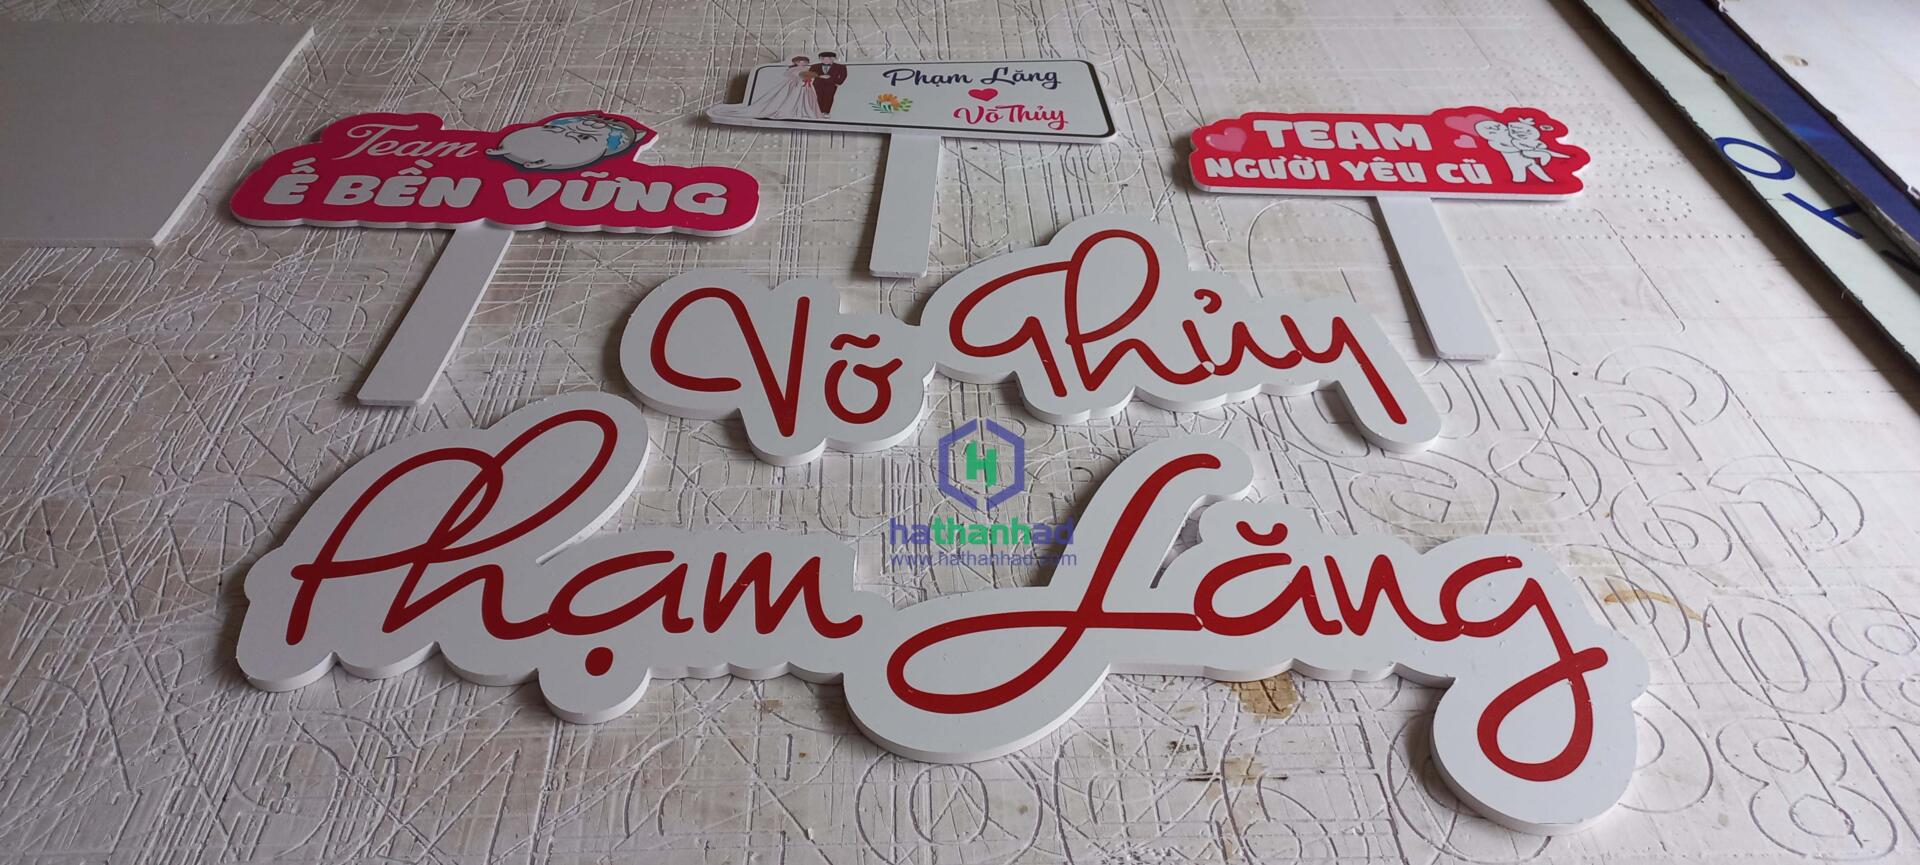 Phạm Lăng
Võ Thủy
Team
Ế BỀN VỮNG
TEAM
NGƯỜI YÊU CŨ
Võ Thủy
Phạm Lăng
H
hathanhad
www.hathanhad.com